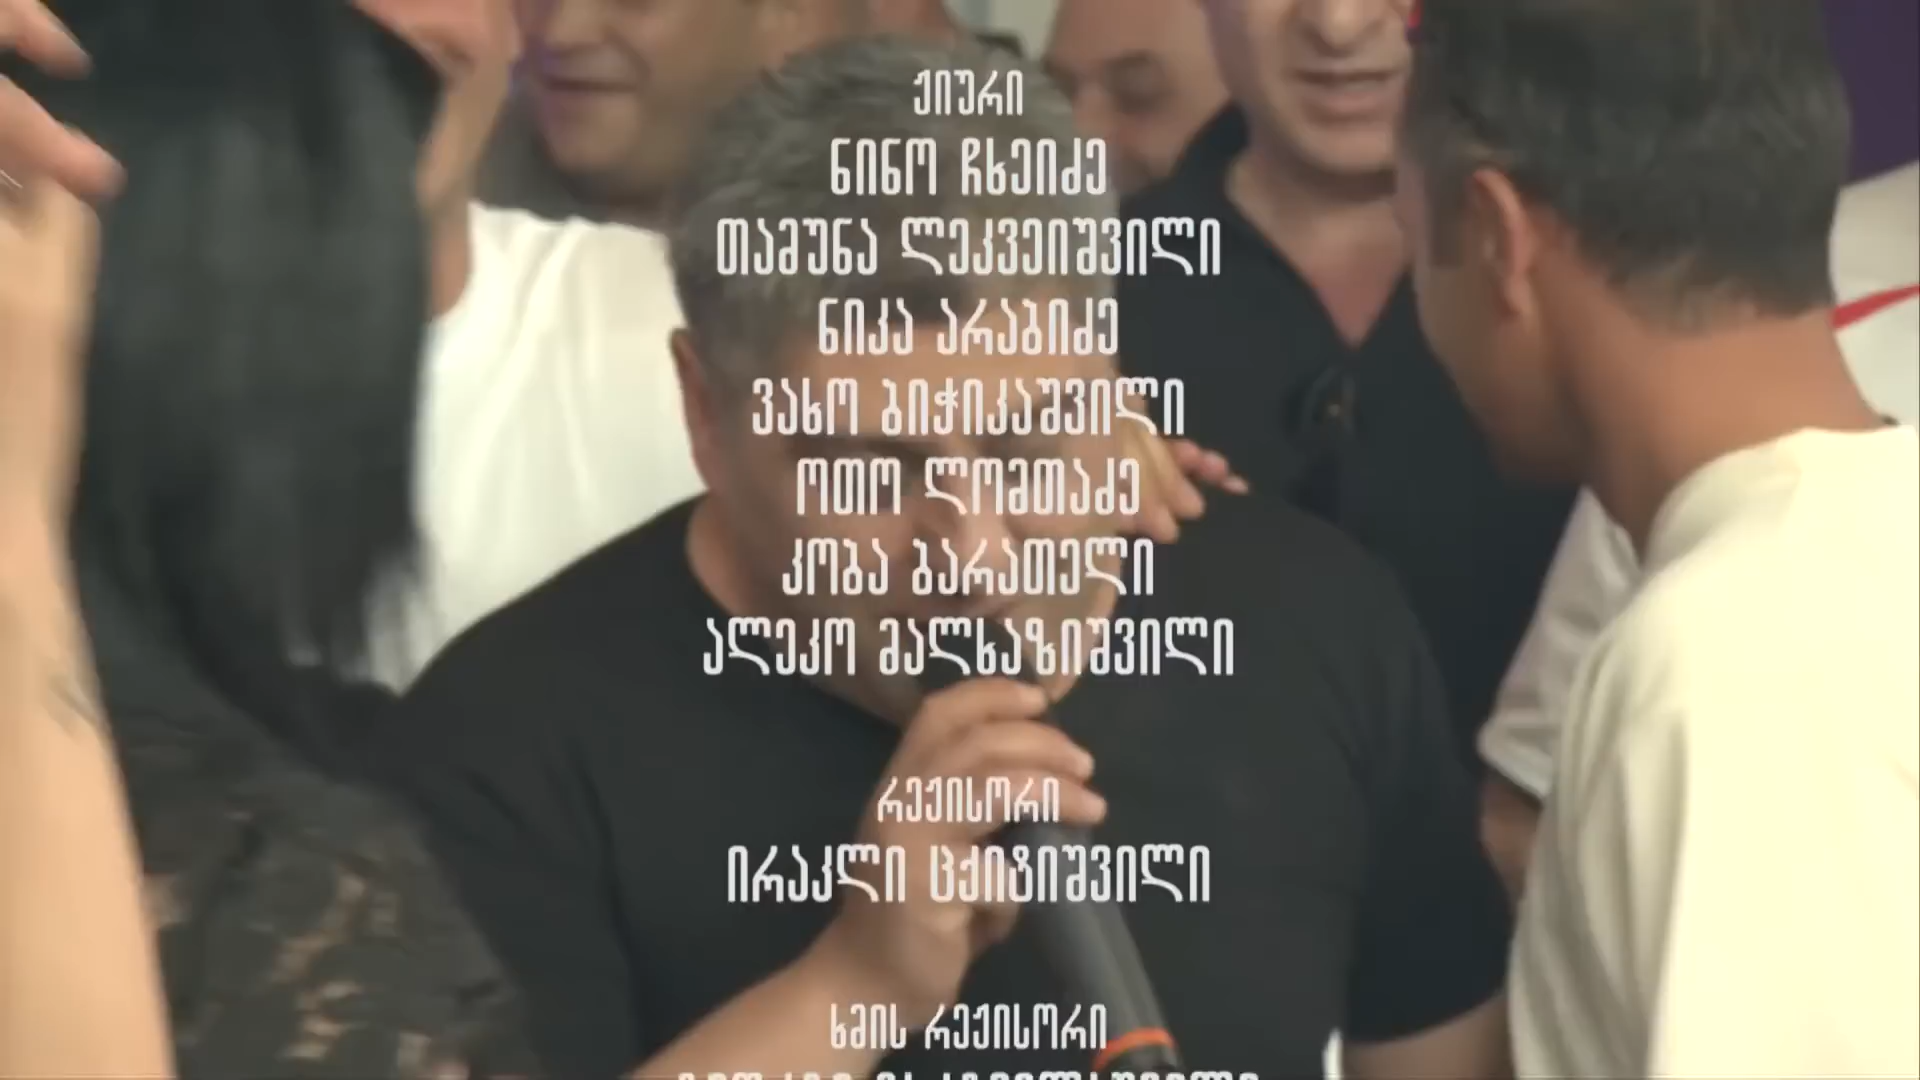 ჟიური
ნინო ჩხეიძე
თამუნა ლეკვეიშვილი
ნიკა არაბიძე
ვახო ბიჭიკაშვილი
ოთო ლომთაძე
კობა ბარათელი
ალეკო მალხაზიშვილი
რეჟისორი
ირაკლი ცქიტიშვილი
ხმის რეჟისორი